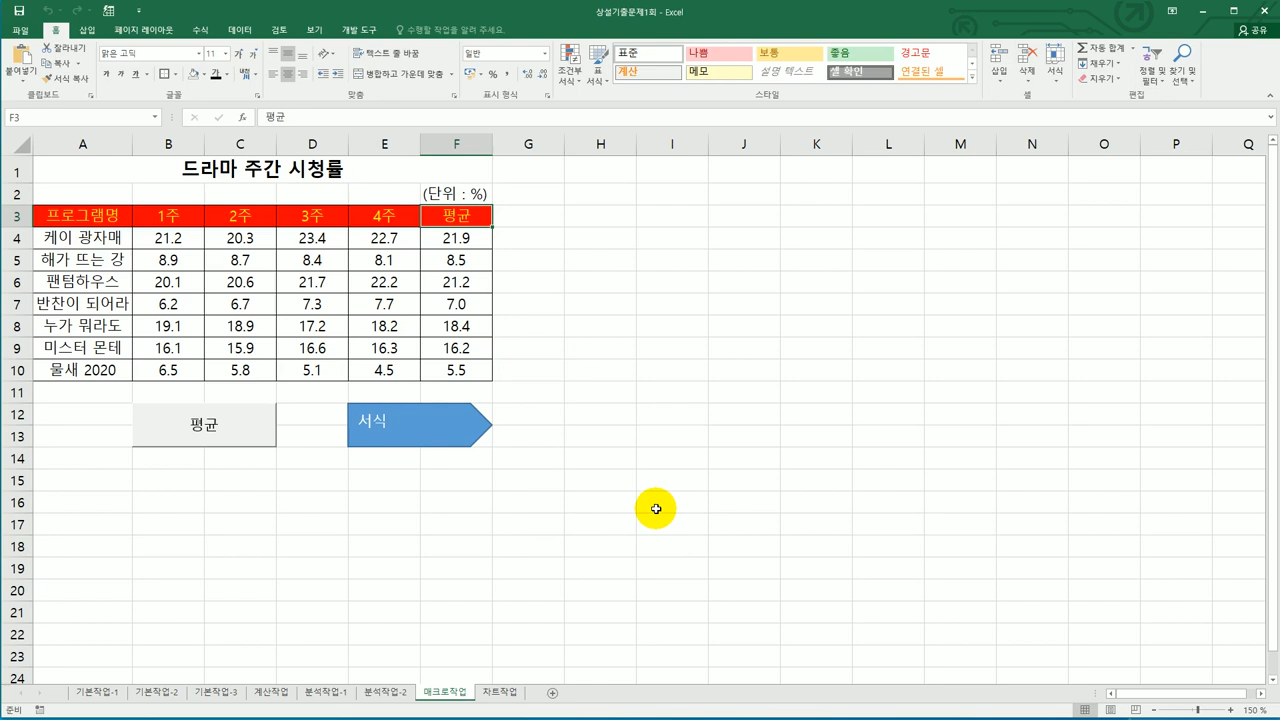 상설기출문제1회 - Excel
파일 홈 삽입 페이지 레이아웃 수식 데이터 검토 보기 개발 도구 수행할 작업을 알려 주세요. 공유
붙여넣기 잘라내기 복사 서식 복사
맑은 고딕 11 가 가
가 가 가
텍스트 줄 바꿈
병합하고 가운데 맞춤
일반
조건부 서식 표 서식
표준 나쁨 보통 좋음 경고문
계산 메모 설명 텍스트 셀 확인 연결된 셀
삽입 삭제 서식
자동 합계 채우기 지우기
정렬 및 필터 찾기 및 선택
클립보드 글꼴 맞춤 표시 형식 스타일 셀 편집
F3 fx 평균
A B C D E F G H I J K L M N O P Q
1 드라마 주간 시청률
2 (단위 : %)
3 프로그램명 1주 2주 3주 4주 평균
4 케이 광자매 21.2 20.3 23.4 22.7 21.9
5 해가 뜨는 강 8.9 8.7 8.4 8.1 8.5
6 팬텀하우스 20.1 20.6 21.7 22.2 21.2
7 반찬이 되어라 6.2 6.7 7.3 7.7 7.0
8 누가 뭐라도 19.1 18.9 17.2 18.2 18.4
9 미스터 몬테 16.1 15.9 16.6 16.3 16.2
10 물새 2020 6.5 5.8 5.1 4.5 5.5
11
12 평균 서식
13
14
15
16
17
18
19
20
21
22
23
24
기본작업-1 기본작업-2 기본작업-3 계산작업 분석작업-1 분석작업-2 매크로작업 차트작업
준비 150 %